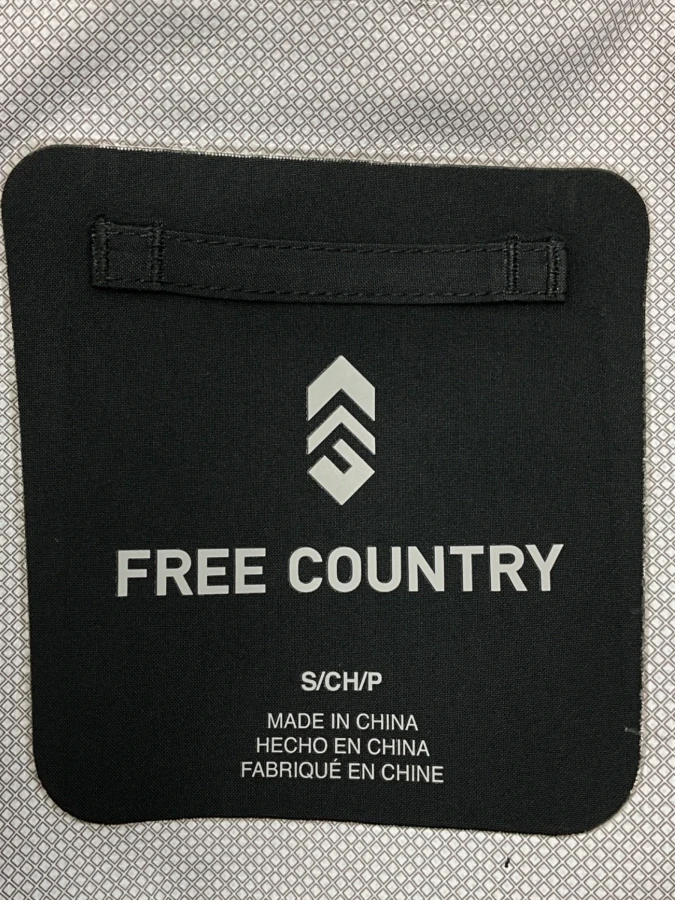 FREE COUNTRY
S/CH/P
MADE IN CHINA
HECHO EN CHINA
FABRIQUÉ EN CHINE